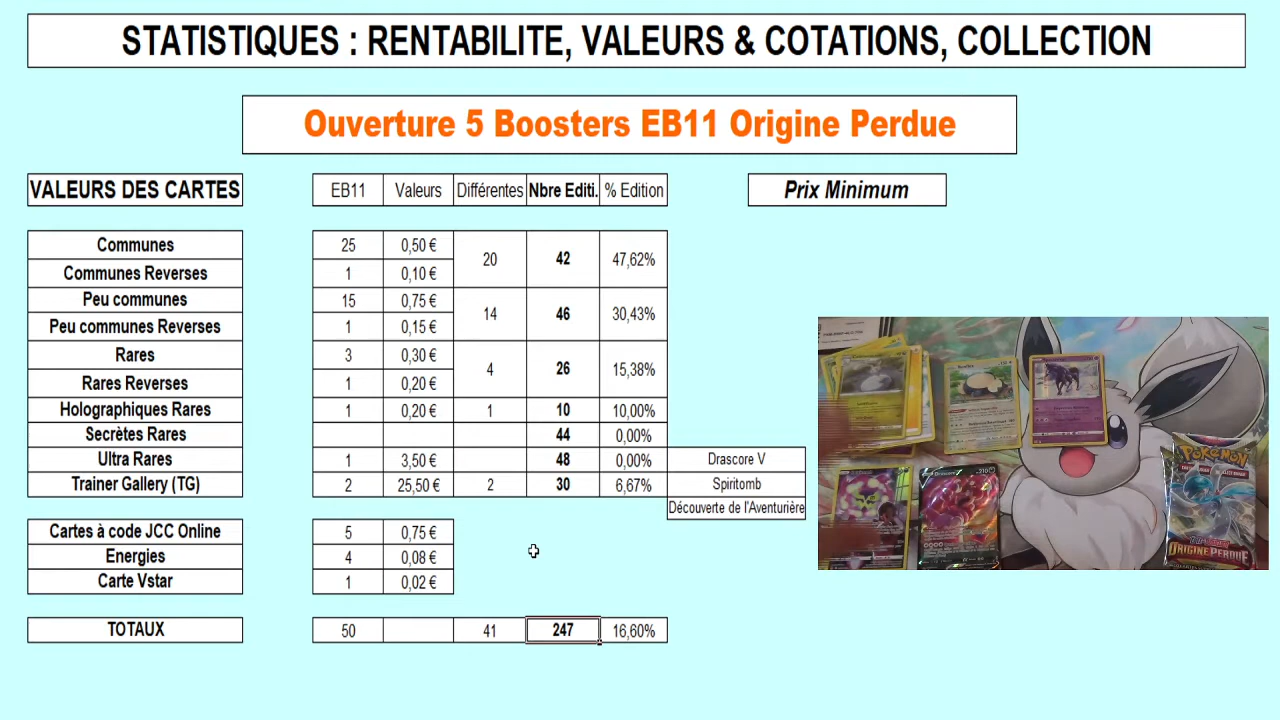 STATISTIQUES : RENTABILITE, VALEURS & COTATIONS, COLLECTION
Ouverture 5 Boosters EB11 Origine Perdue
VALEURS DES CARTES EB11 Valeurs Différentes Nbre Editi. % Edition Prix Minimum
Communes 25 0,50 € 20 42 47,62%
Communes Reverses 1 0,10 €
Peu communes 15 0,75 € 14 46 30,43%
Peu communes Reverses 1 0,15 €
Rares 3 0,30 € 4 26 15,38%
Rares Reverses 1 0,20 €
Holographiques Rares 1 0,20 € 1 10 10,00%
Secrètes Rares 44 0,00%
Ultra Rares 1 3,50 € 48 0,00% Drascore V
Trainer Gallery (TG) 2 25,50 € 2 30 6,67% Spiritomb
Découverte de l'Aventurière
Cartes à code JCC Online 5 0,75 €
Energies 4 0,08 €
Carte Vstar 1 0,02 €
TOTAUX 50 41 247 16,60%
POKÉMON
ORIGINE PERDUE